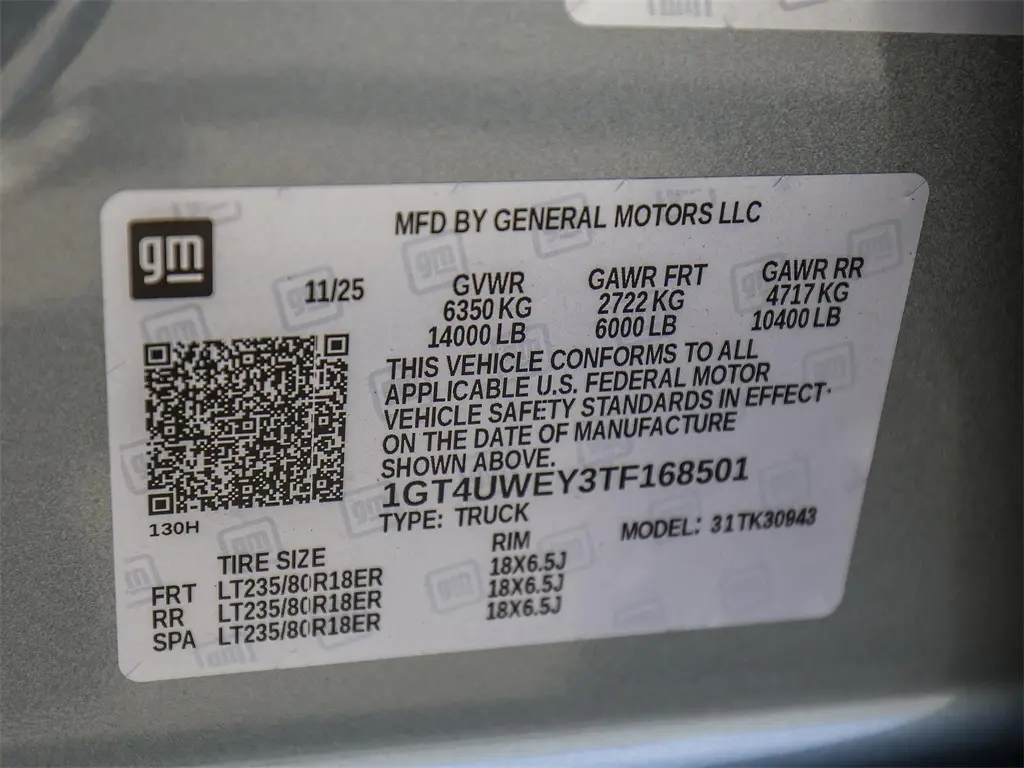 gm
MFD BY GENERAL MOTORS LLC
11/25
GVWR GAWR FRT GAWR RR
6350 KG 2722 KG 4717 KG
14000 LB 6000 LB 10400 LB
THIS VEHICLE CONFORMS TO ALL
APPLICABLE U.S. FEDERAL MOTOR
VEHICLE SAFETY STANDARDS IN EFFECT
ON THE DATE OF MANUFACTURE
SHOWN ABOVE.
1GT4UWEY3TF168501
130H
TYPE: TRUCK MODEL: 31TK30943
TIRE SIZE RIM
FRT LT235/80R18ER 18X6.5J
RR LT235/80R18ER 18X6.5J
SPA LT235/80R18ER 18X6.5J